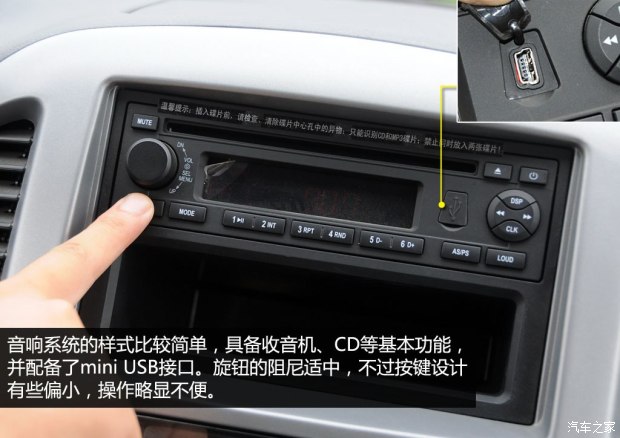 温馨提示：插入碟片前，请检查、清除碟片中心孔中的异物；只能识别CD和MP3碟片；禁止同时放入两张碟片！
MUTE
DN
VOL
SEL
MENU
UP
MODE
1
2 INT
3 RPT
4 RND
5 D-
6 D+
DSP
CLK
AS/PS
LOUD
音响系统的样式比较简单，具备收音机、CD等基本功能，
并配备了mini USB接口。旋钮的阻尼适中，不过按键设计
有些偏小，操作略显不便。
汽车之家